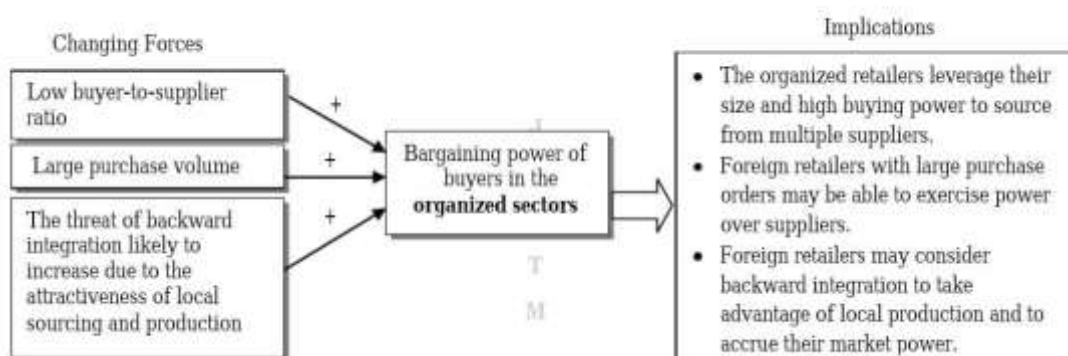 Changing Forces
Low buyer-to-supplier
ratio
Large purchase volume
The threat of backward
integration likely to
increase due to the
attractiveness of local
sourcing and production
+
+
+
Bargaining power of
buyers in the
organized sectors
J
T
M
Implications
• The organized retailers leverage their
size and high buying power to source
from multiple suppliers.
• Foreign retailers with large purchase
orders may be able to exercise power
over suppliers.
• Foreign retailers may consider
backward integration to take
advantage of local production and to
accrue their market power.